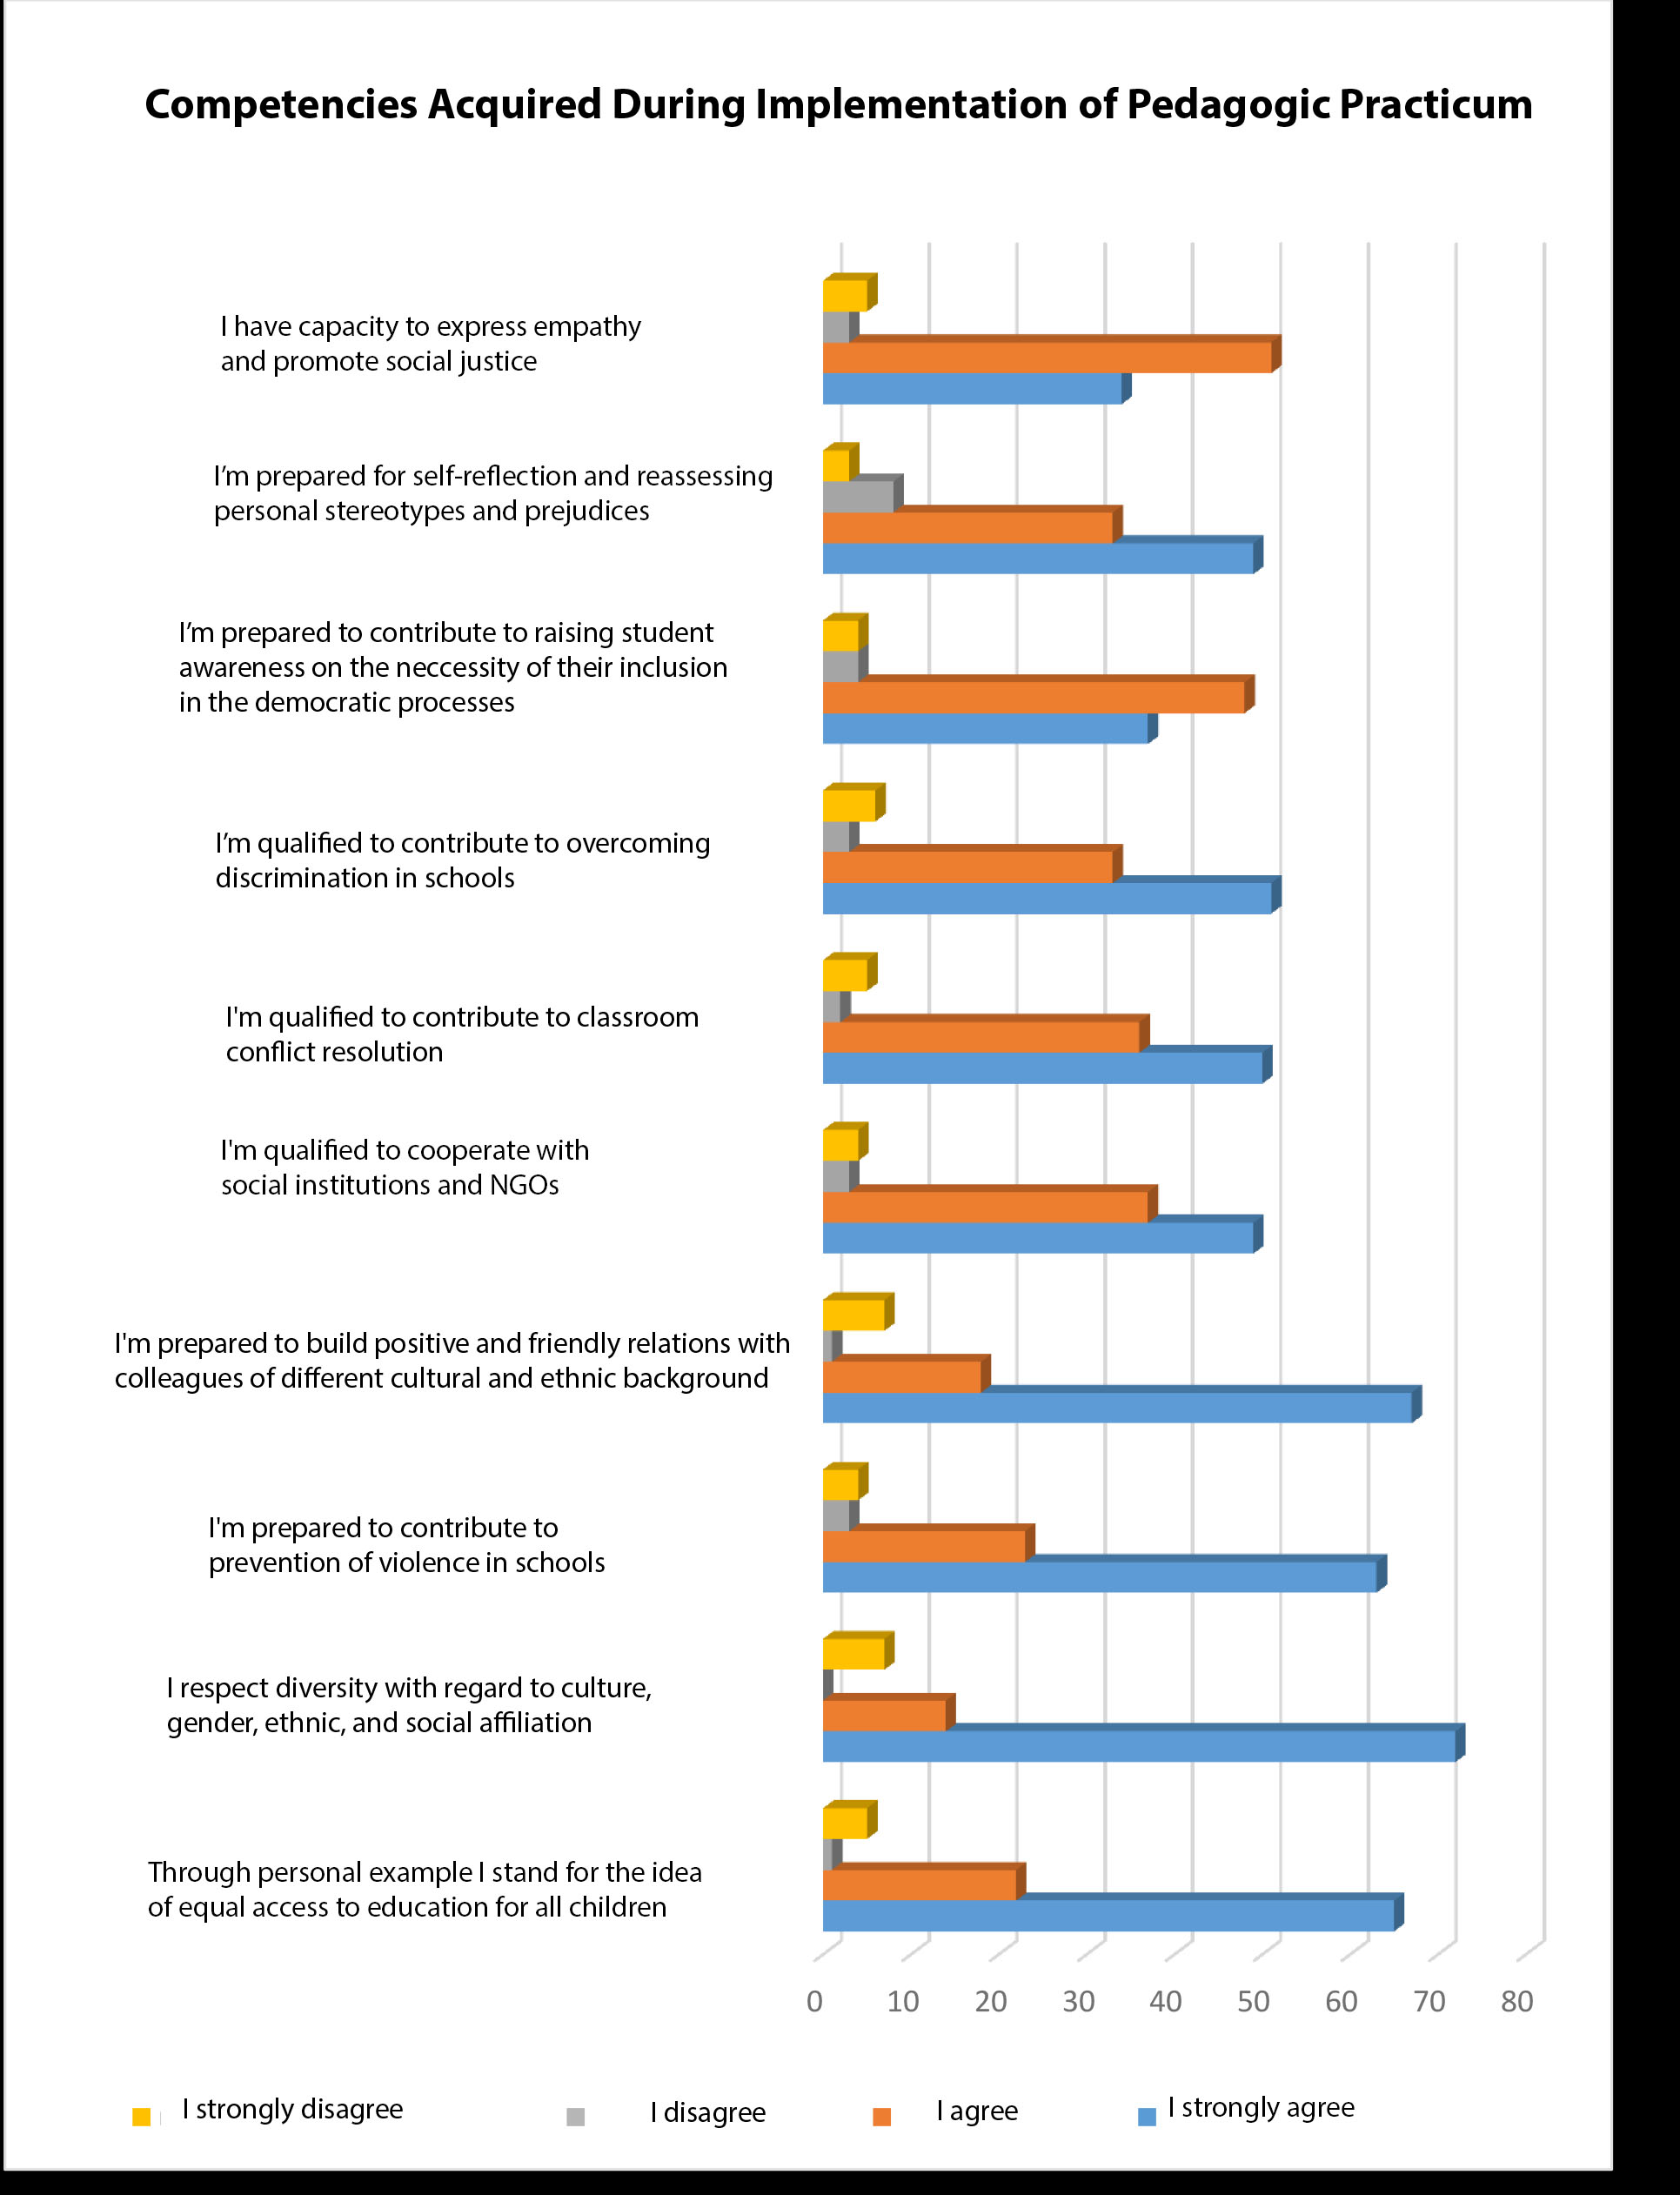 Competencies Acquired During Implementation of Pedagogic Practicum
I have capacity to express empathy
and promote social justice
I’m prepared for self-reflection and reassessing
personal stereotypes and prejudices
I’m prepared to contribute to raising student
awareness on the neccessity of their inclusion
in the democratic processes
I’m qualified to contribute to overcoming
discrimination in schools
I'm qualified to contribute to classroom
conflict resolution
I'm qualified to cooperate with
social institutions and NGOs
I'm prepared to build positive and friendly relations with
colleagues of different cultural and ethnic background
I'm prepared to contribute to
prevention of violence in schools
I respect diversity with regard to culture,
gender, ethnic, and social affiliation
Through personal example I stand for the idea
of equal access to education for all children
0 10 20 30 40 50 60 70 80
I strongly disagree I disagree I agree I strongly agree